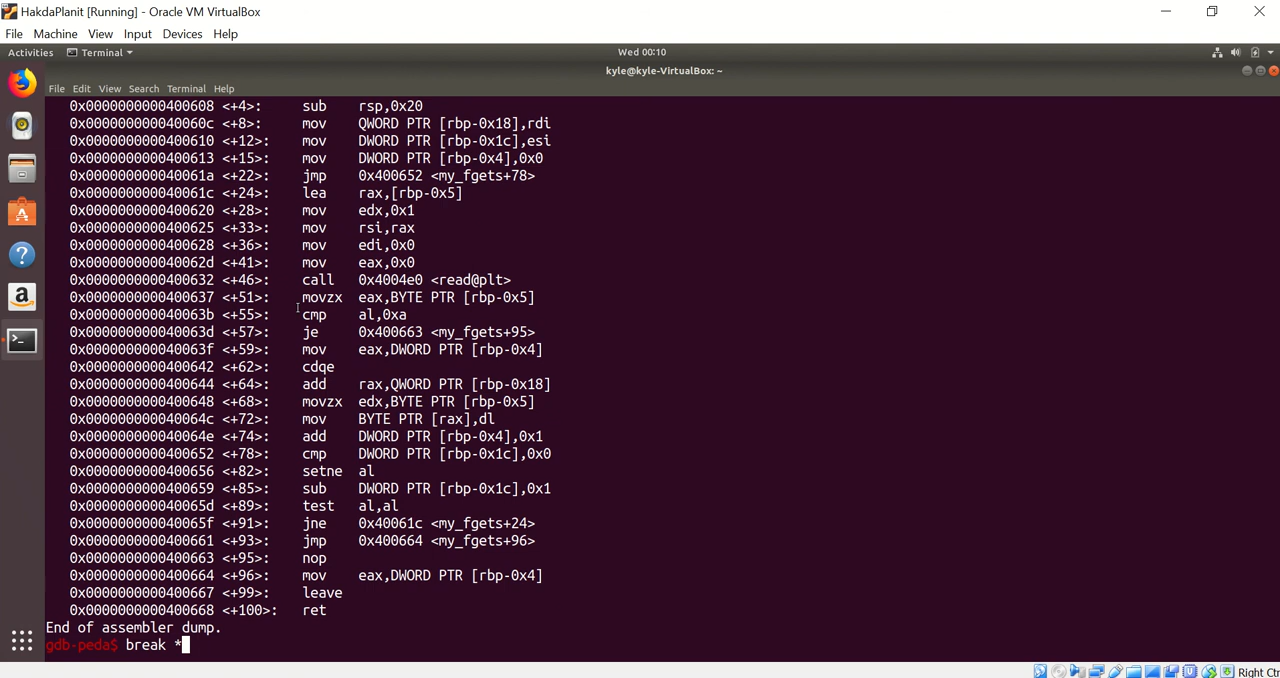 HakdaPlanit [Running] - Oracle VM VirtualBox
File Machine View Input Devices Help
Activities Terminal Wed 00:10
kyle@kyle-VirtualBox: ~
File Edit View Search Terminal Help
0x0000000000400608 <+4>: sub rsp,0x20
0x000000000040060c <+8>: mov QWORD PTR [rbp-0x18],rdi
0x0000000000400610 <+12>: mov DWORD PTR [rbp-0x1c],esi
0x0000000000400613 <+15>: mov DWORD PTR [rbp-0x4],0x0
0x000000000040061a <+22>: jmp 0x400652 <my_fgets+78>
0x000000000040061c <+24>: lea rax,[rbp-0x5]
0x0000000000400620 <+28>: mov edx,0x1
0x0000000000400625 <+33>: mov rsi,rax
0x0000000000400628 <+36>: mov edi,0x0
0x000000000040062d <+41>: mov eax,0x0
0x0000000000400632 <+46>: call 0x4004e0 <read@plt>
0x0000000000400637 <+51>: movzx eax,BYTE PTR [rbp-0x5]
0x000000000040063b <+55>: cmp al,0xa
0x000000000040063d <+57>: je 0x400663 <my_fgets+95>
0x000000000040063f <+59>: mov eax,DWORD PTR [rbp-0x4]
0x0000000000400642 <+62>: cdqe
0x0000000000400644 <+64>: add rax,QWORD PTR [rbp-0x18]
0x0000000000400648 <+68>: movzx edx,BYTE PTR [rbp-0x5]
0x000000000040064c <+72>: mov BYTE PTR [rax],dl
0x000000000040064e <+74>: add DWORD PTR [rbp-0x4],0x1
0x0000000000400652 <+78>: cmp DWORD PTR [rbp-0x1c],0x0
0x0000000000400656 <+82>: setne al
0x0000000000400659 <+85>: sub DWORD PTR [rbp-0x1c],0x1
0x000000000040065d <+89>: test al,al
0x000000000040065f <+91>: jne 0x40061c <my_fgets+24>
0x0000000000400661 <+93>: jmp 0x400664 <my_fgets+96>
0x0000000000400663 <+95>: nop
0x0000000000400664 <+96>: mov eax,DWORD PTR [rbp-0x4]
0x0000000000400667 <+99>: leave
0x0000000000400668 <+100>: ret
End of assembler dump.
gdb-peda$ break *
Right Ctr